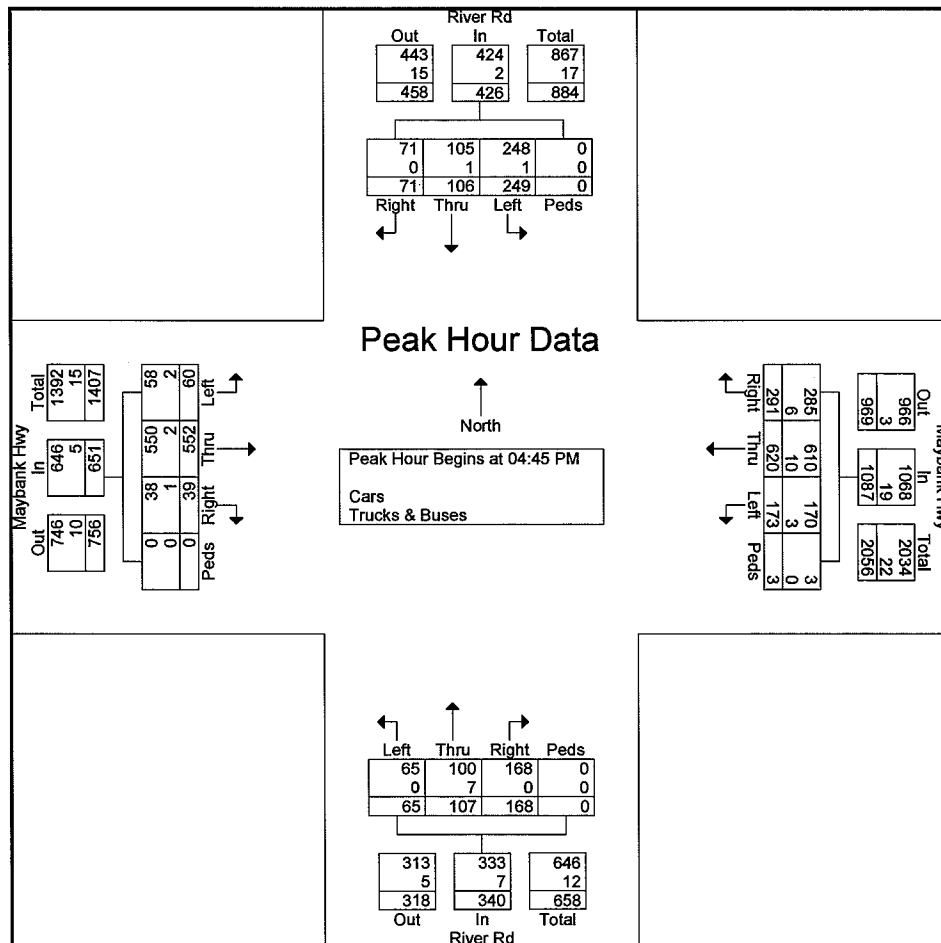 River Rd
Out In Total
443 424 867
15 2 17
458 426 884
71 105 248 0
0 1 1 0
71 106 249 0
Right Thru Left Peds
Peak Hour Data
North
Peak Hour Begins at 04:45 PM
Cars
Trucks & Buses
Maybank Hwy
Total In Out
1392 646 746
15 5 10
1407 651 756
58 550 38 0
2 2 1 0
60 552 39 0
Left Thru Right Peds
Maybank Hwy
Out In Total
966 1068 2034
3 19 22
969 1087 2056
285 610 170 3
6 10 3 0
291 620 173 3
Right Thru Left Peds
Left Thru Right Peds
65 100 168 0
0 7 0 0
65 107 168 0
313 333 646
5 7 12
318 340 658
Out In Total
River Rd